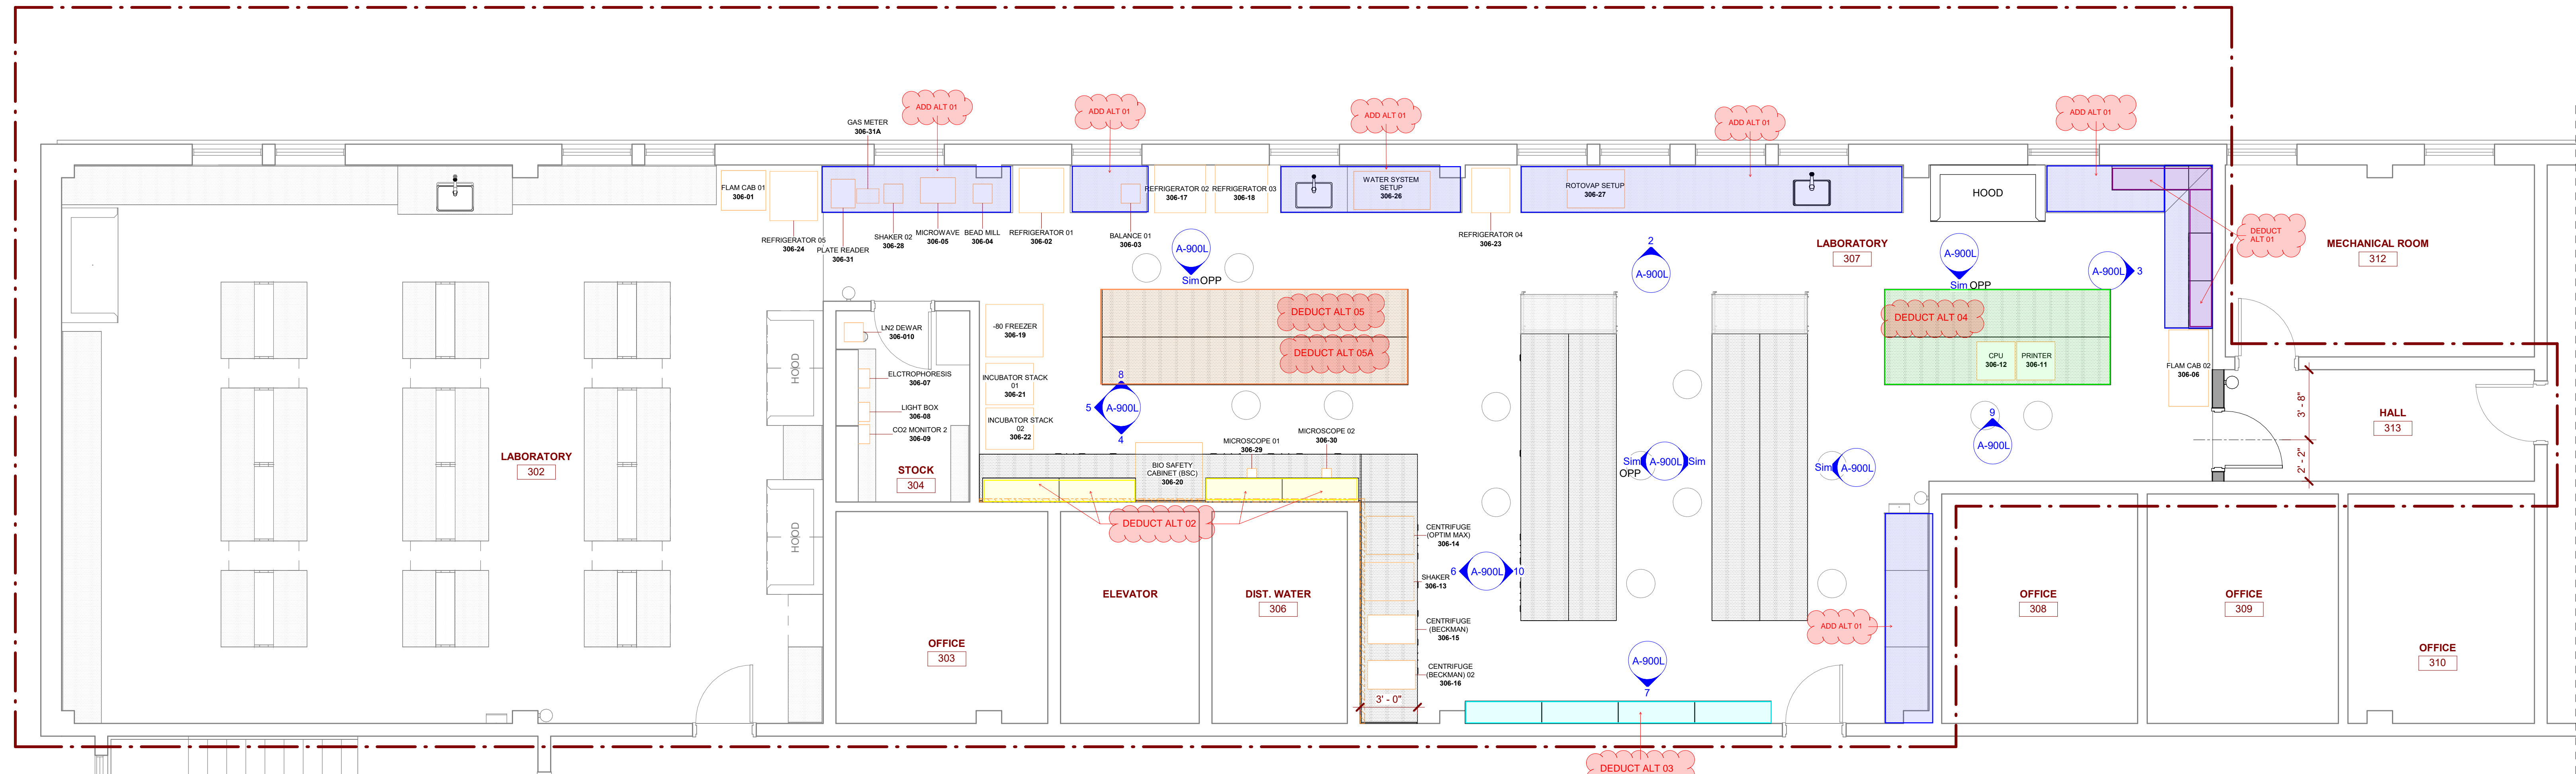 ADD ALT 01
ADD ALT 01
ADD ALT 01
ADD ALT 01
ADD ALT 01
GAS METER
306-31A
FLAM CAB 01
306-01
REFRIGERATOR 05
306-24
PLATE READER
306-31
SHAKER 02
306-28
MICROWAVE
306-05
BEAD MILL
306-04
REFRIGERATOR 01
306-02
BALANCE 01
306-03
REFRIGERATOR 02
306-17
REFRIGERATOR 03
306-18
WATER SYSTEM
SETUP
306-26
REFRIGERATOR 04
306-23
ROTOVAP SETUP
306-27
HOOD
DEDUCT
ALT 01
LABORATORY
307
MECHANICAL ROOM
312
A-900L
Sim OPP
2
A-900L
A-900L
Sim OPP
A-900L 3
LN2 DEWAR
306-010
-80 FREEZER
306-19
DEDUCT ALT 05
DEDUCT ALT 05A
DEDUCT ALT 04
CPU
306-12
PRINTER
306-11
FLAM CAB 02
306-06
HOOD
ELCTROPHORESIS
306-07
LIGHT BOX
306-08
CO2 MONITOR 2
306-09
INCUBATOR STACK
01
306-21
INCUBATOR STACK
02
306-22
8
5 A-900L
4
MICROSCOPE 01
306-29
MICROSCOPE 02
306-30
BIO SAFETY
CABINET (BSC)
306-20
9
A-900L
3' - 8"
2' - 2"
HALL
313
LABORATORY
302
STOCK
304
Sim A-900L Sim
OPP
Sim A-900L
DEDUCT ALT 02
HOOD
CENTRIFUGE
(OPTIM MAX)
306-14
SHAKER
306-13
6 A-900L 10
CENTRIFUGE
(BECKMAN)
306-15
CENTRIFUGE
(BECKMAN) 02
306-16
3' - 0"
ELEVATOR
DIST. WATER
306
OFFICE
303
ADD ALT 01
OFFICE
308
OFFICE
309
OFFICE
310
A-900L
7
DEDUCT ALT 03